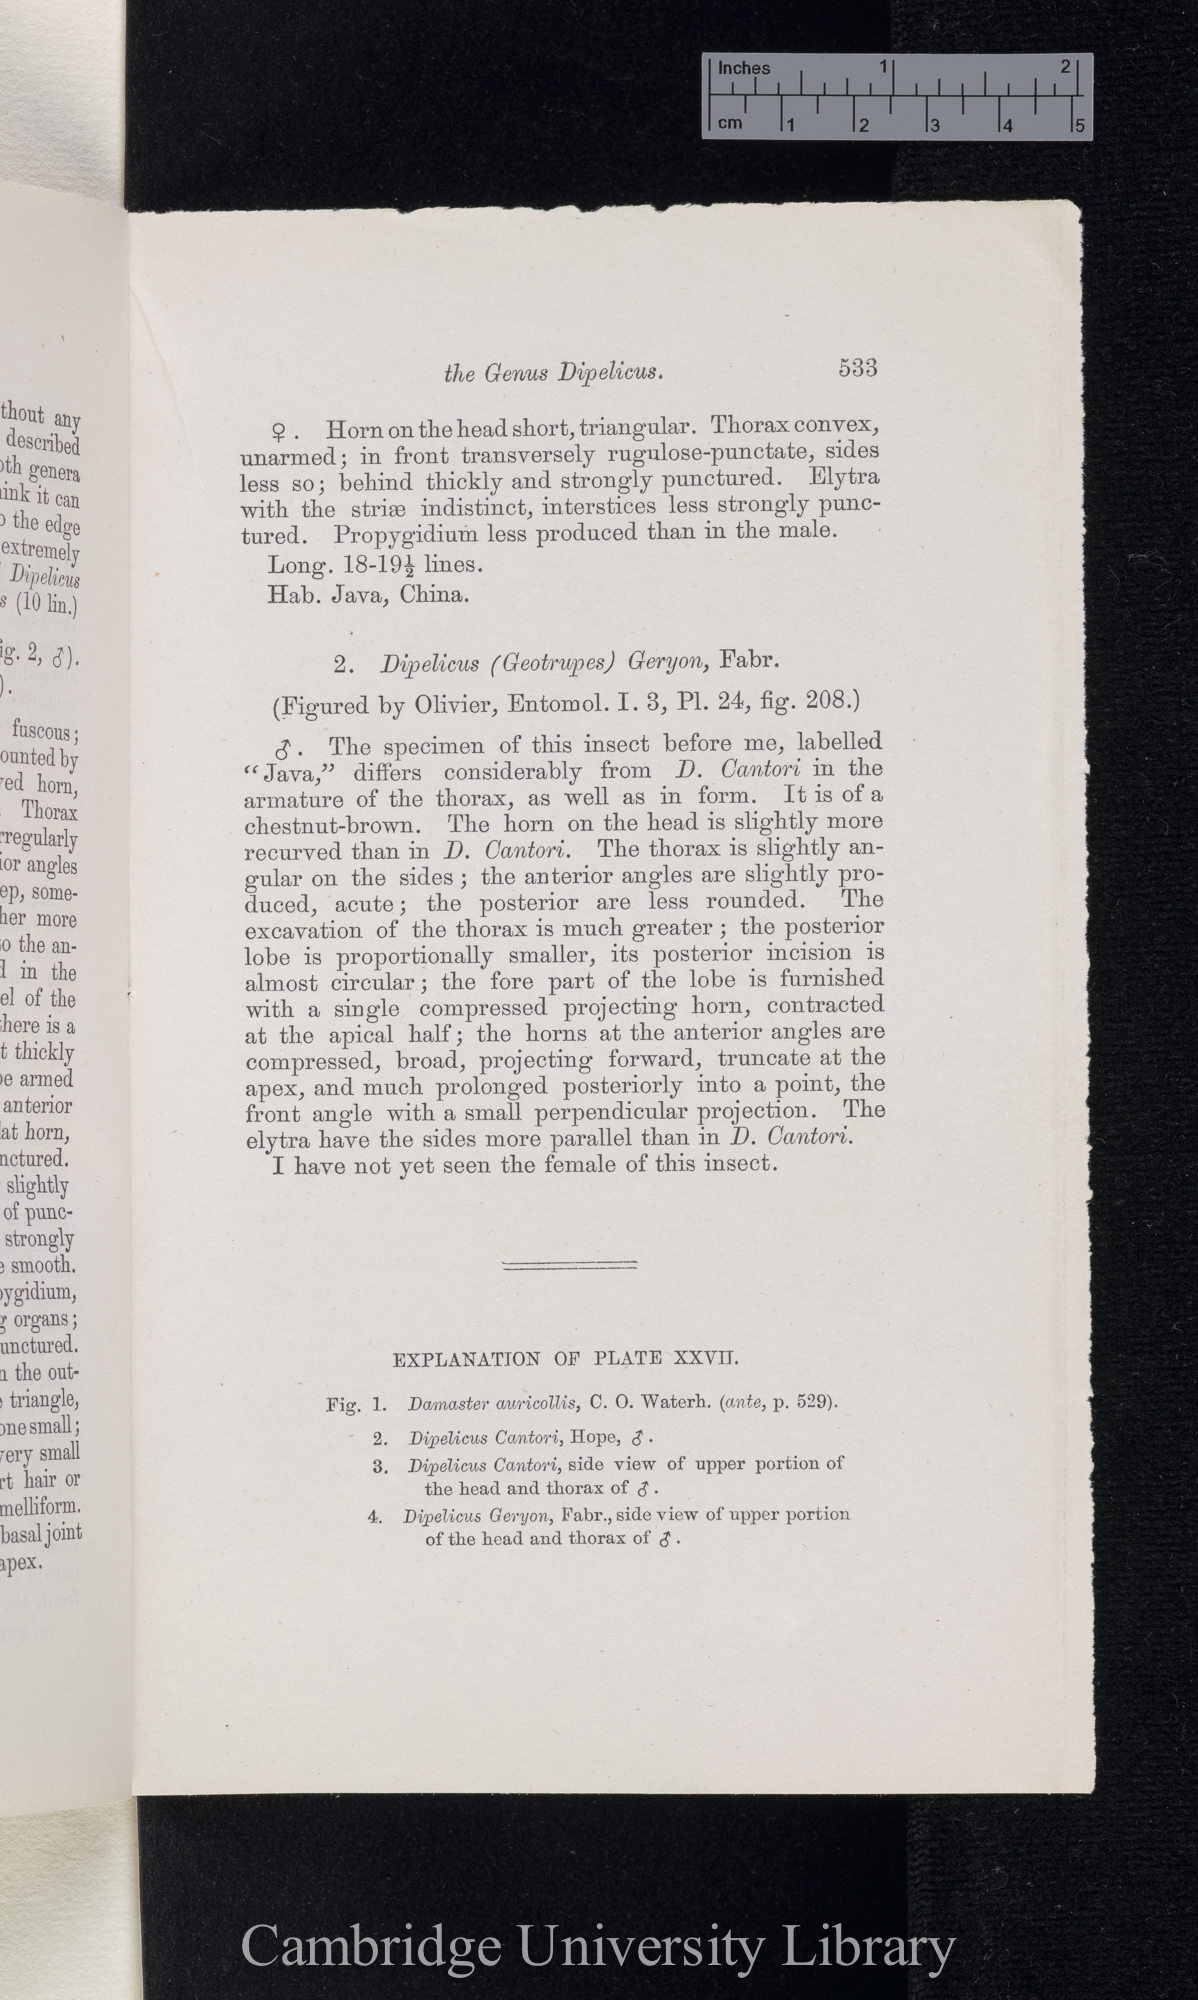 Inches 1 2
cm 1 2 3 4 5
thout any
described
oth genera
ink it can
o the edge
extremely
Dipelicus
s (10 lin.)
ig. 2, ♂).
).
fuscous;
ounted by
ved horn,
Thorax
rregularly
ior angles
ep, some-
her more
to the an-
d in the
el of the
there is a
t thickly
be armed
anterior
lat horn,
nctured.
slightly
of punc-
strongly
e smooth.
pygidium,
g organs;
unctured.
n the out-
e triangle,
one small;
very small
rt hair or
melliform.
basal joint
apex.
the Genus Dipelicus. 533
♀. Horn on the head short, triangular. Thorax convex,
unarmed; in front transversely rugulose-punctate, sides
less so; behind thickly and strongly punctured. Elytra
with the striæ indistinct, interstices less strongly punc-
tured. Propygidium less produced than in the male.
Long. 18-19½ lines.
Hab. Java, China.
2. Dipelicus (Geotrupes) Geryon, Fabr.
(Figured by Olivier, Entomol. I. 3, Pl. 24, fig. 208.)
♂. The specimen of this insect before me, labelled
“Java,” differs considerably from D. Cantori in the
armature of the thorax, as well as in form. It is of a
chestnut-brown. The horn on the head is slightly more
recurved than in D. Cantori. The thorax is slightly an-
gular on the sides; the anterior angles are slightly pro-
duced, acute; the posterior are less rounded. The
excavation of the thorax is much greater; the posterior
lobe is proportionally smaller, its posterior incision is
almost circular; the fore part of the lobe is furnished
with a single compressed projecting horn, contracted
at the apical half; the horns at the anterior angles are
compressed, broad, projecting forward, truncate at the
apex, and much prolonged posteriorly into a point, the
front angle with a small perpendicular projection. The
elytra have the sides more parallel than in D. Cantori.
I have not yet seen the female of this insect.
EXPLANATION OF PLATE XXVII.
Fig. 1. Damaster auricollis, C. O. Waterh. (ante, p. 529).
2. Dipelicus Cantori, Hope, ♂.
3. Dipelicus Cantori, side view of upper portion of
the head and thorax of ♂.
4. Dipelicus Geryon, Fabr., side view of upper portion
of the head and thorax of ♂.
Cambridge University Library